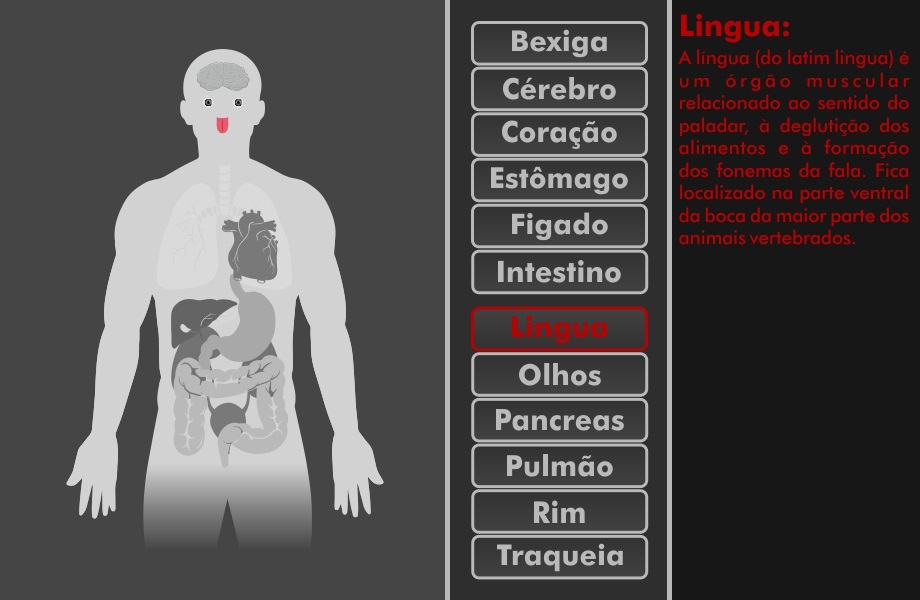 Bexiga
Cérebro
Coração
Estômago
Figado
Intestino
Lingua
Olhos
Pancreas
Pulmão
Rim
Traqueia
Lingua:
A língua (do latim lingua) é
um órgão muscular
relacionado ao sentido do
paladar, à deglutição dos
alimentos e à formação
dos fonemas da fala. Fica
localizado na parte ventral
da boca da maior parte dos
animais vertebrados.